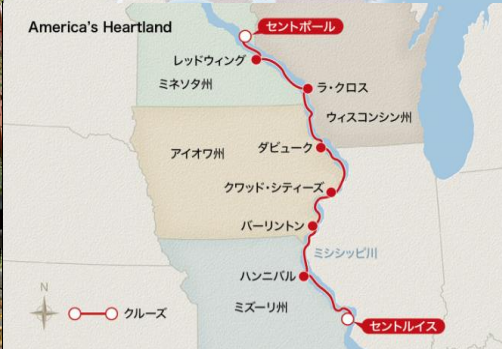 America's Heartland
セントポール
レッドウィング
ミネソタ州
ラ・クロス
ウィスコンシン州
アイオワ州
ダビューク
クワッド・シティーズ
バーリントン
ミシシッピ川
ハンニバル
ミズーリ州
N
クルーズ
セントルイス